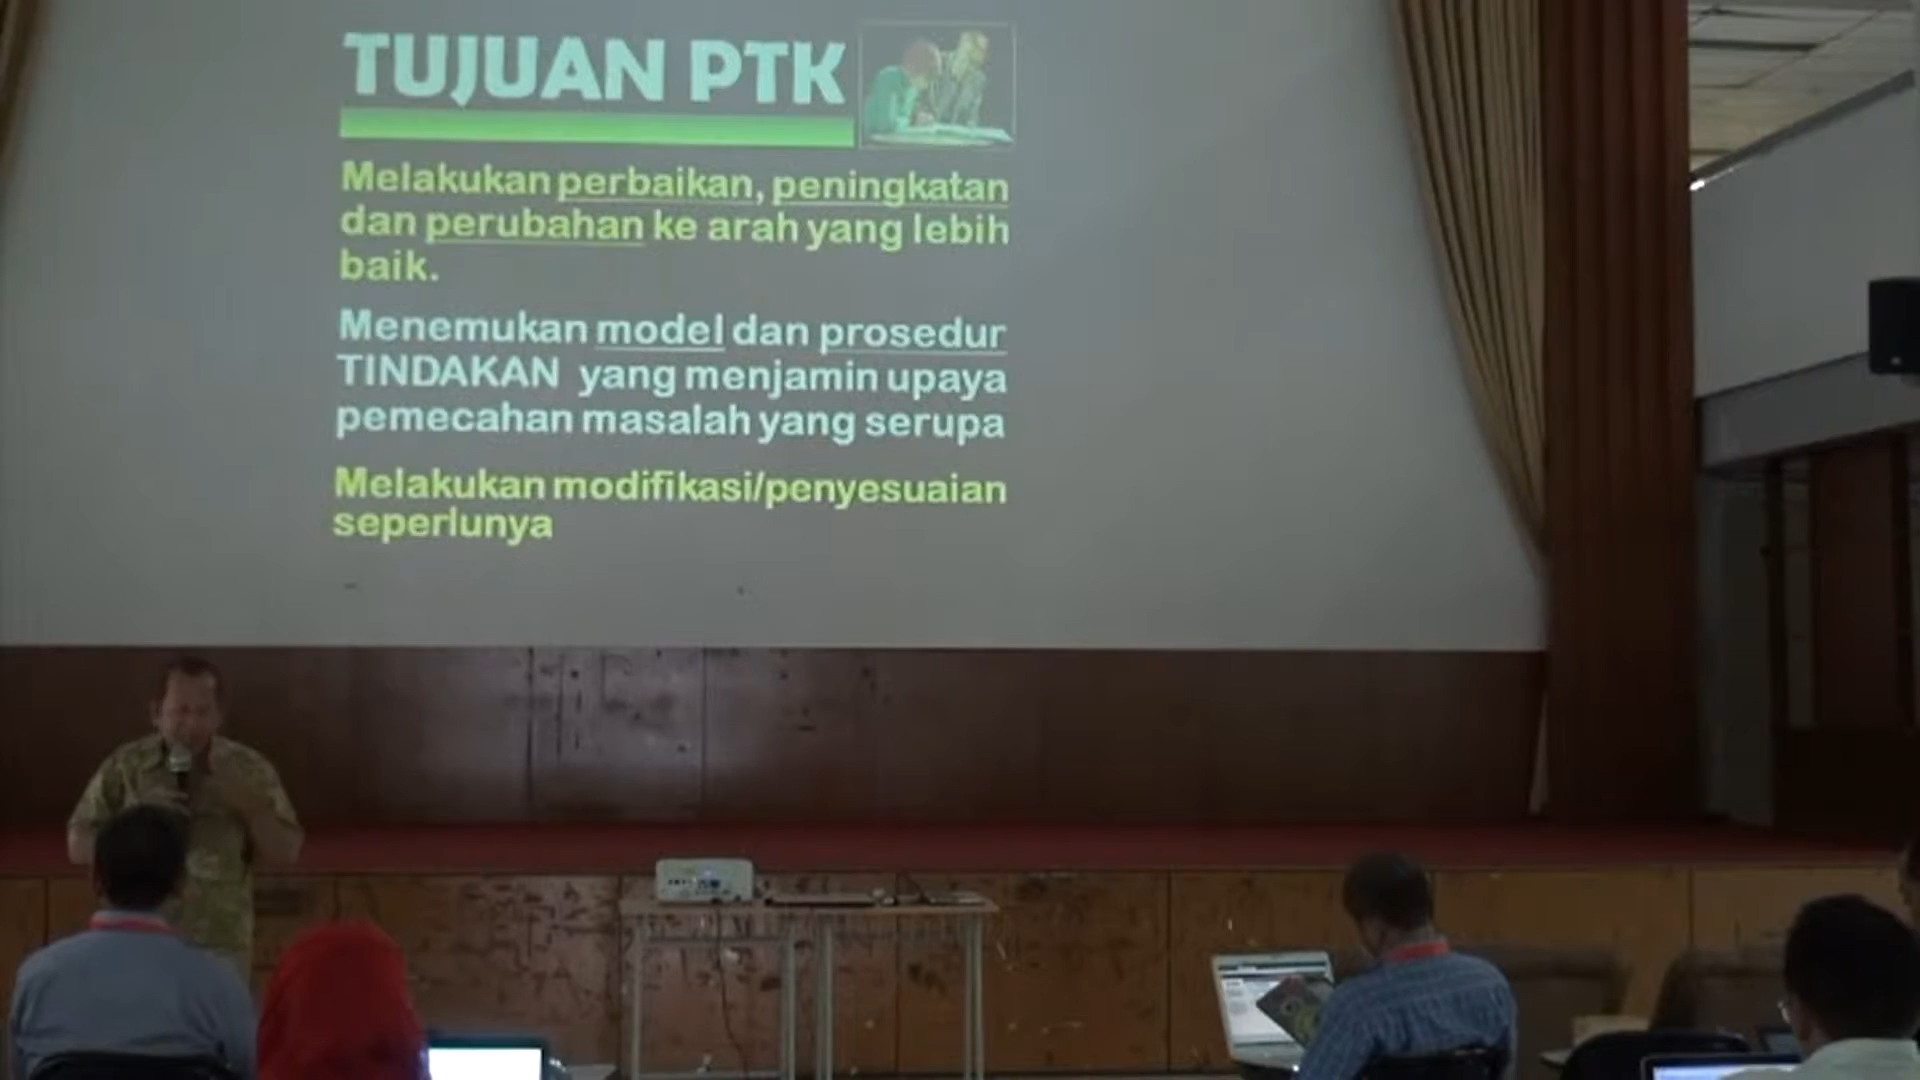 TUJUAN PTK
Melakukan perbaikan, peningkatan
dan perubahan ke arah yang lebih
baik.
Menemukan model dan prosedur
TINDAKAN yang menjamin upaya
pemecahan masalah yang serupa
Melakukan modifikasi/penyesuaian
seperlunya